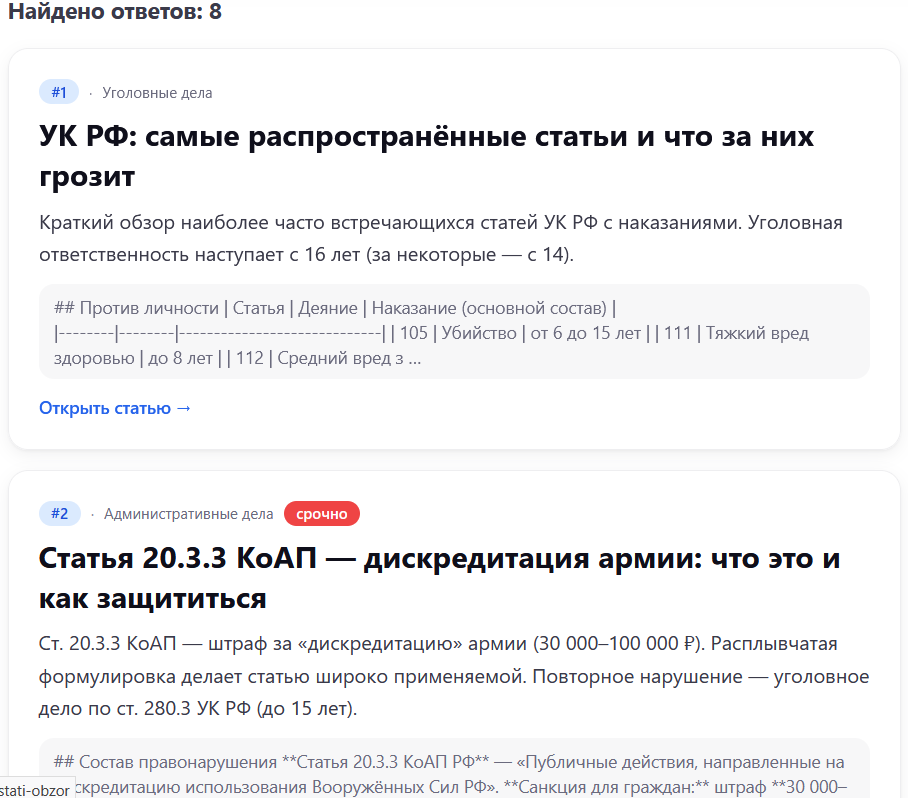 Найдено ответов: 8
#1 · Уголовные дела
УК РФ: самые распространённые статьи и что за них
грозит
Краткий обзор наиболее часто встречающихся статей УК РФ с наказаниями. Уголовная
ответственность наступает с 16 лет (за некоторые — с 14).
## Против личности | Статья | Деяние | Наказание (основной состав) |
|--------|--------|----------------------------| | 105 | Убийство | от 6 до 15 лет | | 111 | Тяжкий вред
здоровью | до 8 лет | | 112 | Средний вред з ...
Открыть статью →
#2 · Административные дела срочно
Статья 20.3.3 КоАП — дискредитация армии: что это и
как защититься
Ст. 20.3.3 КоАП — штраф за «дискредитацию» армии (30 000–100 000 ₽). Расплывчатая
формулировка делает статью широко применяемой. Повторное нарушение — уголовное
дело по ст. 280.3 УК РФ (до 15 лет).
## Состав правонарушения **Статья 20.3.3 КоАП РФ** — «Публичные действия, направленные на
скредитацию использования Вооружённых Сил РФ». **Санкция для граждан:** штраф **30 000–
stati-obzor